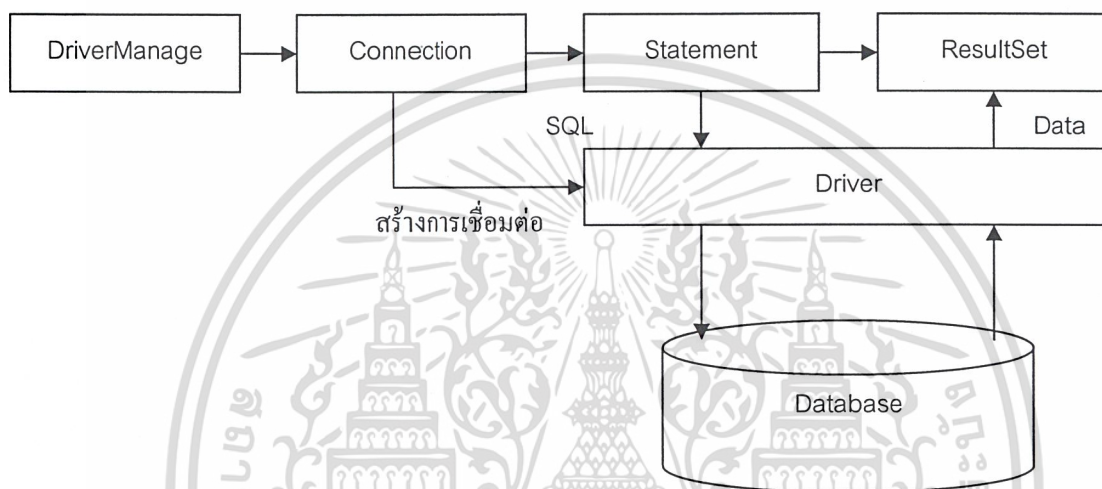 DriverManage
Connection
Statement
ResultSet
SQL
Data
Driver
สร้างการเชื่อมต่อ
Database